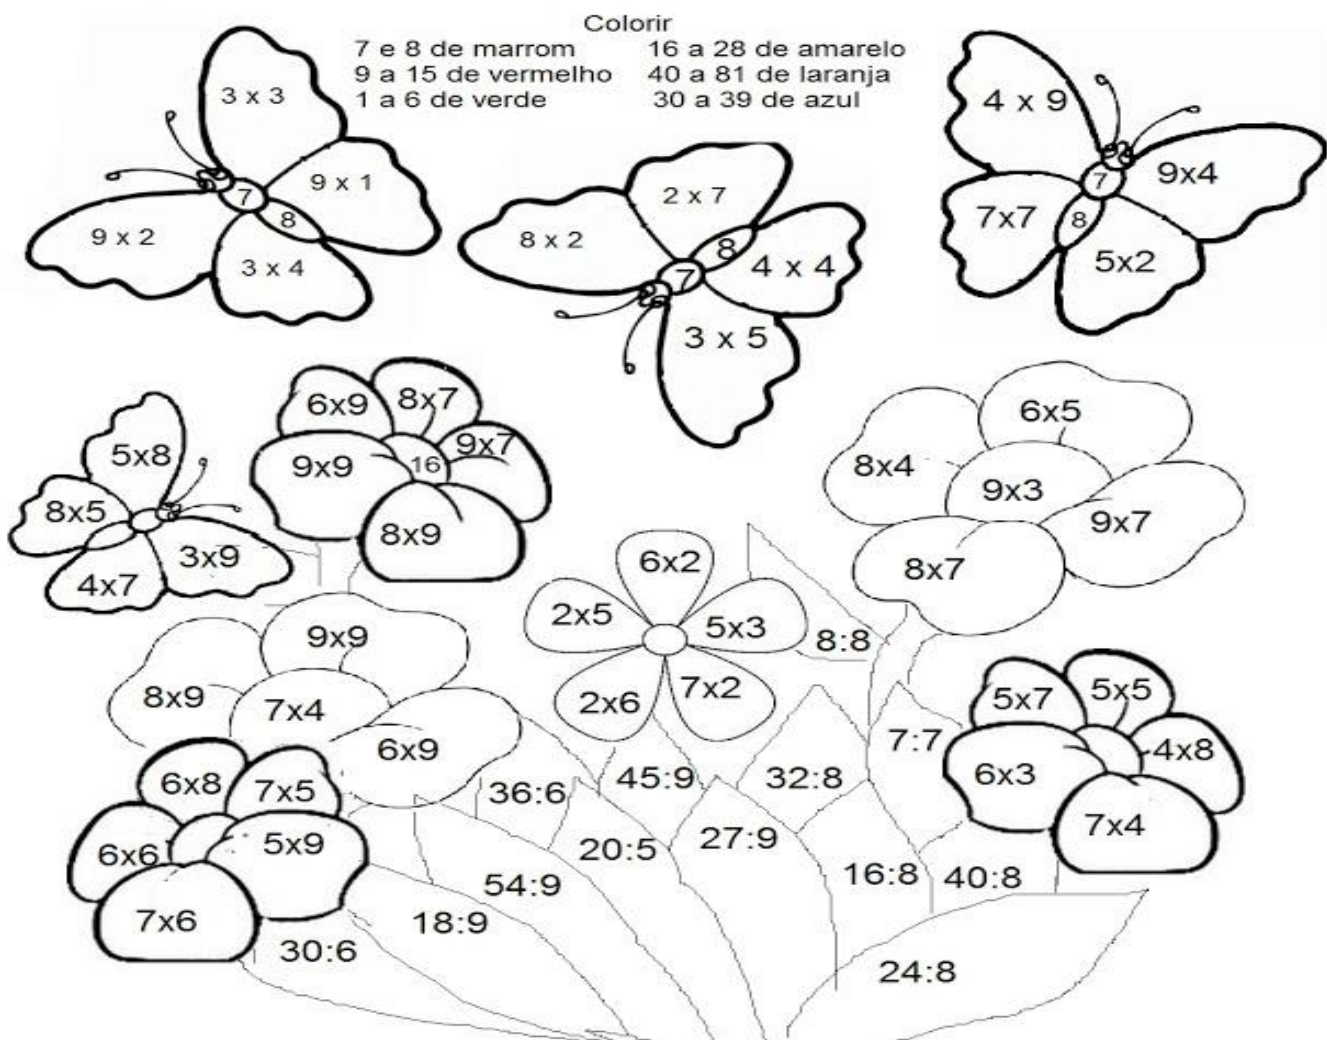 Colorir
7 e 8 de marrom 16 a 28 de amarelo
9 a 15 de vermelho 40 a 81 de laranja
1 a 6 de verde 30 a 39 de azul
3 x 3
9 x 1
7
8
9 x 2
3 x 4
2 x 7
8 x 2
8
7
4 x 4
3 x 5
4 x 9
9x4
7
8
7x7
5x2
5x8
8x5
3x9
4x7
6x9
8x7
9x7
9x9
16
8x9
6x5
8x4
9x3
9x7
8x7
6x2
2x5
5x3
2x6
7x2
8:8
9x9
8x9
7x4
6x9
5x7
5x5
4x8
6x3
7x4
7:7
6x8
7x5
6x6
5x9
7x6
36:6
45:9
32:8
20:5
27:9
54:9
16:8
40:8
18:9
30:6
24:8